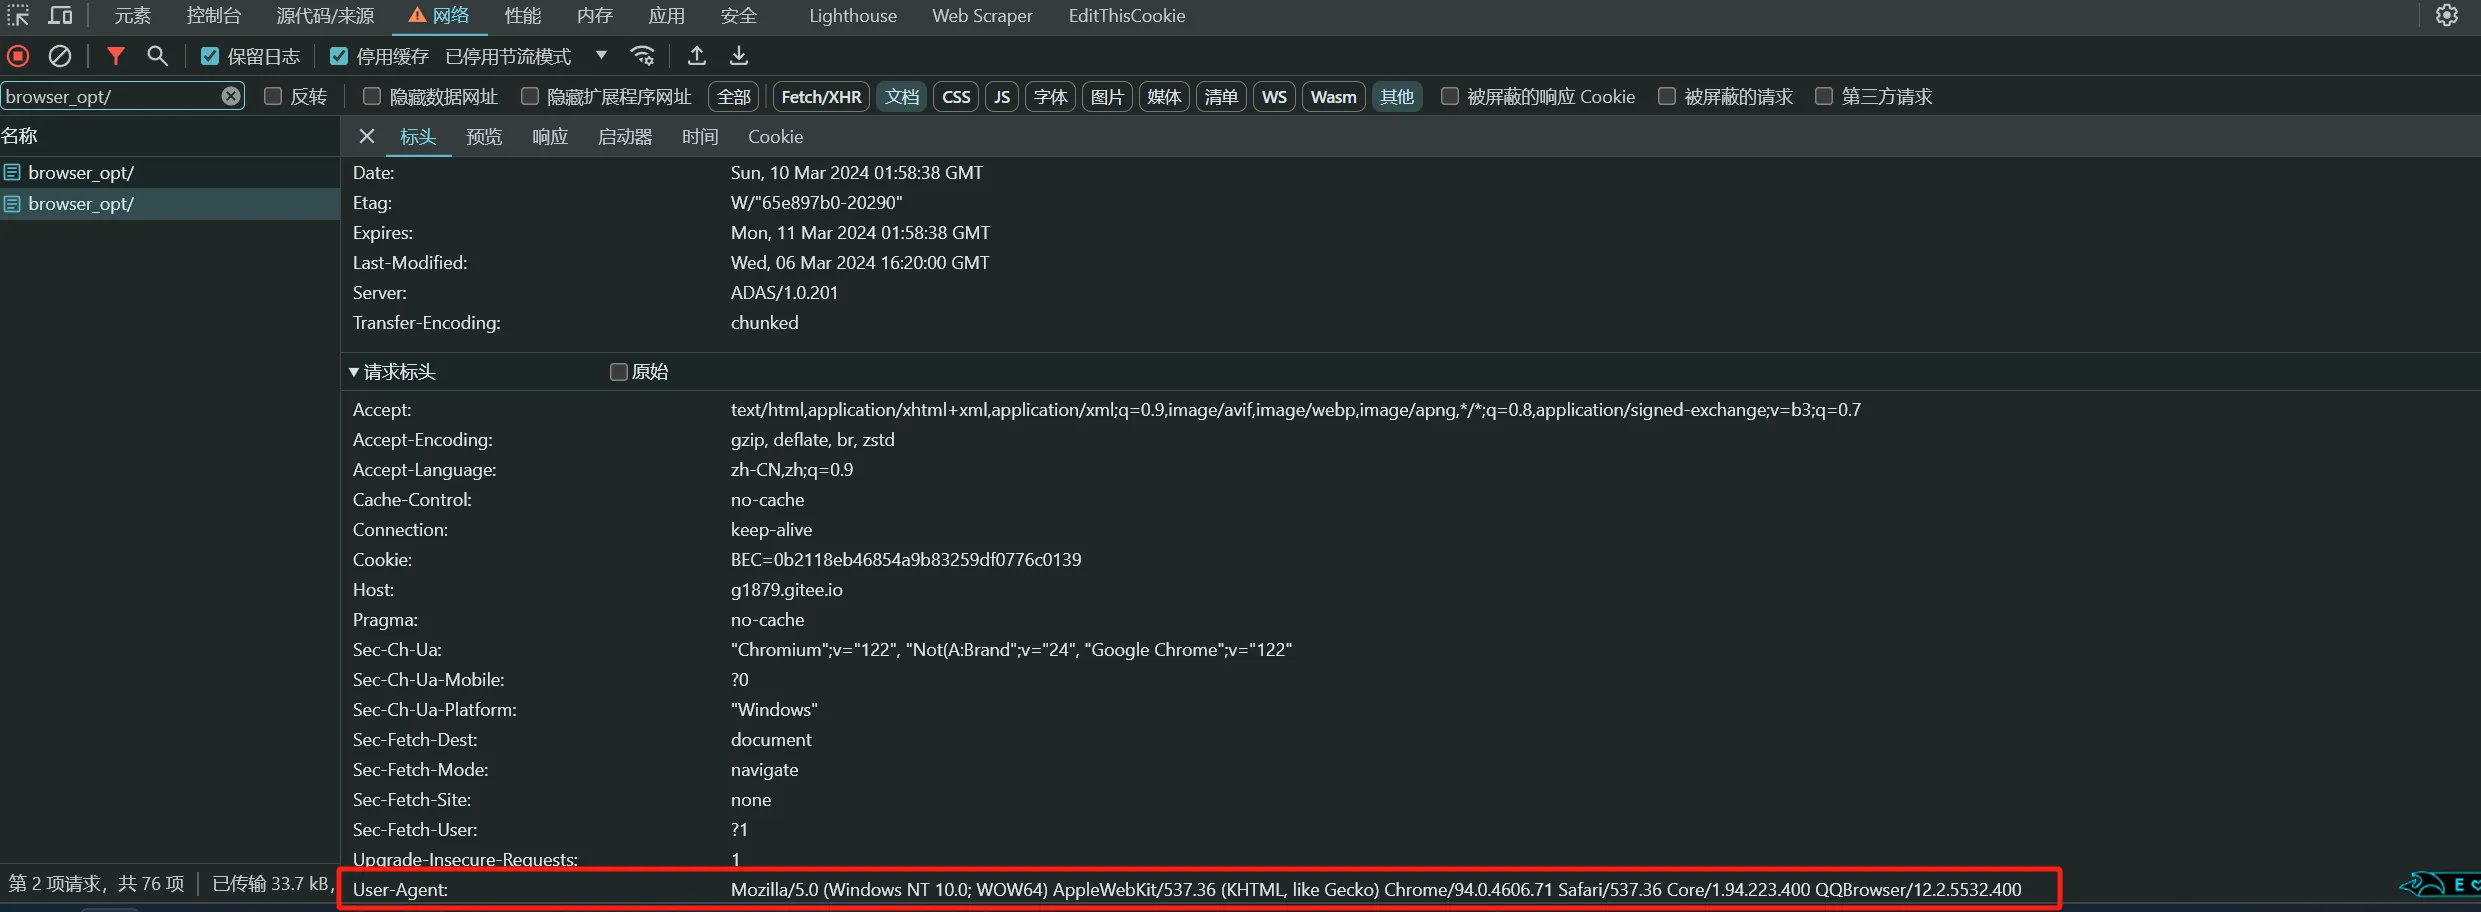 元素 控制台 源代码/来源 网络 性能 内存 应用 安全 Lighthouse Web Scraper EditThisCookie
保留日志 停用缓存 已停用节流模式
browser_opt/ 反转 隐藏数据网址 隐藏扩展程序网址 全部 Fetch/XHR 文档 CSS JS 字体 图片 媒体 清单 WS Wasm 其他 被屏蔽的响应 Cookie 被屏蔽的请求 第三方请求
名称
browser_opt/
browser_opt/
标头 预览 响应 启动器 时间 Cookie
Date: Sun, 10 Mar 2024 01:58:38 GMT
Etag: W/"65e897b0-20290"
Expires: Mon, 11 Mar 2024 01:58:38 GMT
Last-Modified: Wed, 06 Mar 2024 16:20:00 GMT
Server: ADAS/1.0.201
Transfer-Encoding: chunked
请求标头 原始
Accept: text/html,application/xhtml+xml,application/xml;q=0.9,image/avif,image/webp,image/apng,*/*;q=0.8,application/signed-exchange;v=b3;q=0.7
Accept-Encoding: gzip, deflate, br, zstd
Accept-Language: zh-CN,zh;q=0.9
Cache-Control: no-cache
Connection: keep-alive
Cookie: BEC=0b2118eb46854a9b83259df0776c0139
Host: g1879.gitee.io
Pragma: no-cache
Sec-Ch-Ua: "Chromium";v="122", "Not(A:Brand";v="24", "Google Chrome";v="122"
Sec-Ch-Ua-Mobile: ?0
Sec-Ch-Ua-Platform: "Windows"
Sec-Fetch-Dest: document
Sec-Fetch-Mode: navigate
Sec-Fetch-Site: none
Sec-Fetch-User: ?1
Upgrade-Insecure-Requests: 1
User-Agent: Mozilla/5.0 (Windows NT 10.0; WOW64) AppleWebKit/537.36 (KHTML, like Gecko) Chrome/94.0.4606.71 Safari/537.36 Core/1.94.223.400 QQBrowser/12.2.5532.400
第 2 项请求，共 76 项 已传输 33.7 kB,
E